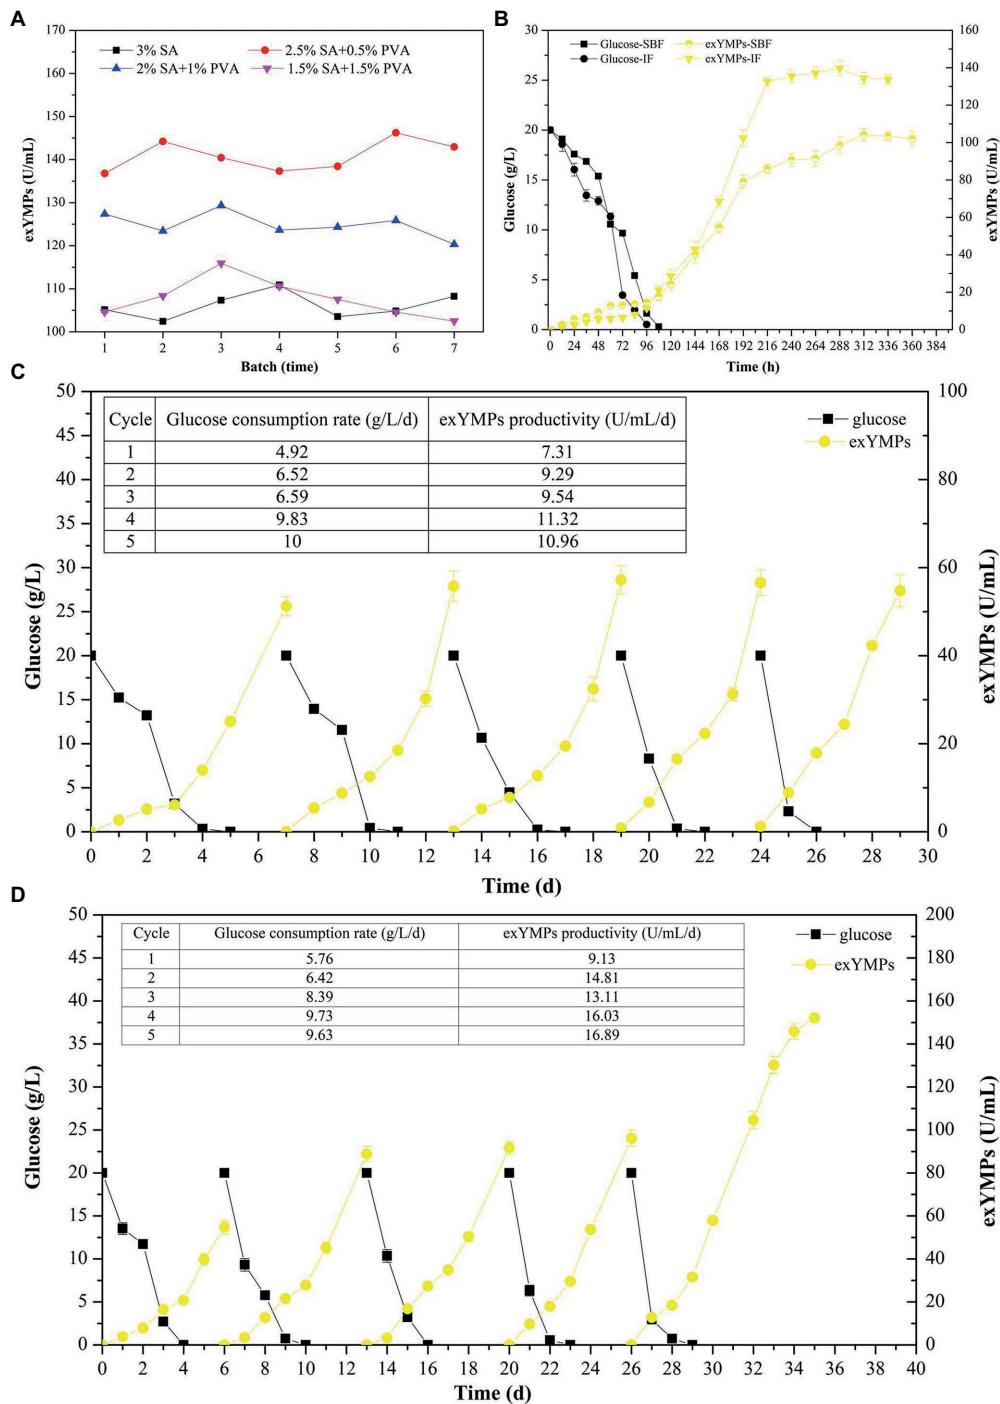 A
170
160
150
140
130
120
110
100
exYMPs (U/mL)
3% SA
2.5% SA+0.5% PVA
2% SA+1% PVA
1.5% SA+1.5% PVA
1 2 3 4 5 6 7
Batch (time)
B
30
25
20
15
10
5
0
Glucose (g/L)
Glucose-SBF
exYMPs-SBF
Glucose-IF
exYMPs-IF
160
140
120
100
80
60
40
20
0
exYMPs (U/mL)
0 24 48 72 96 120 144 168 192 216 240 264 288 312 336 360 384
Time (h)
C
50
45
40
35
30
25
20
15
10
5
0
Glucose (g/L)
Cycle Glucose consumption rate (g/L/d) exYMPs productivity (U/mL/d)
1 4.92 7.31
2 6.52 9.29
3 6.59 9.54
4 9.83 11.32
5 10 10.96
glucose
exYMPs
100
80
60
40
20
0
exYMPs (U/mL)
0 2 4 6 8 10 12 14 16 18 20 22 24 26 28 30
Time (d)
D
50
45
40
35
30
25
20
15
10
5
0
Glucose (g/L)
Cycle Glucose consumption rate (g/L/d) exYMPs productivity (U/mL/d)
1 5.76 9.13
2 6.42 14.81
3 8.39 13.11
4 9.73 16.03
5 9.63 16.89
glucose
exYMPs
200
180
160
140
120
100
80
60
40
20
0
exYMPs (U/mL)
0 2 4 6 8 10 12 14 16 18 20 22 24 26 28 30 32 34 36 38 40
Time (d)